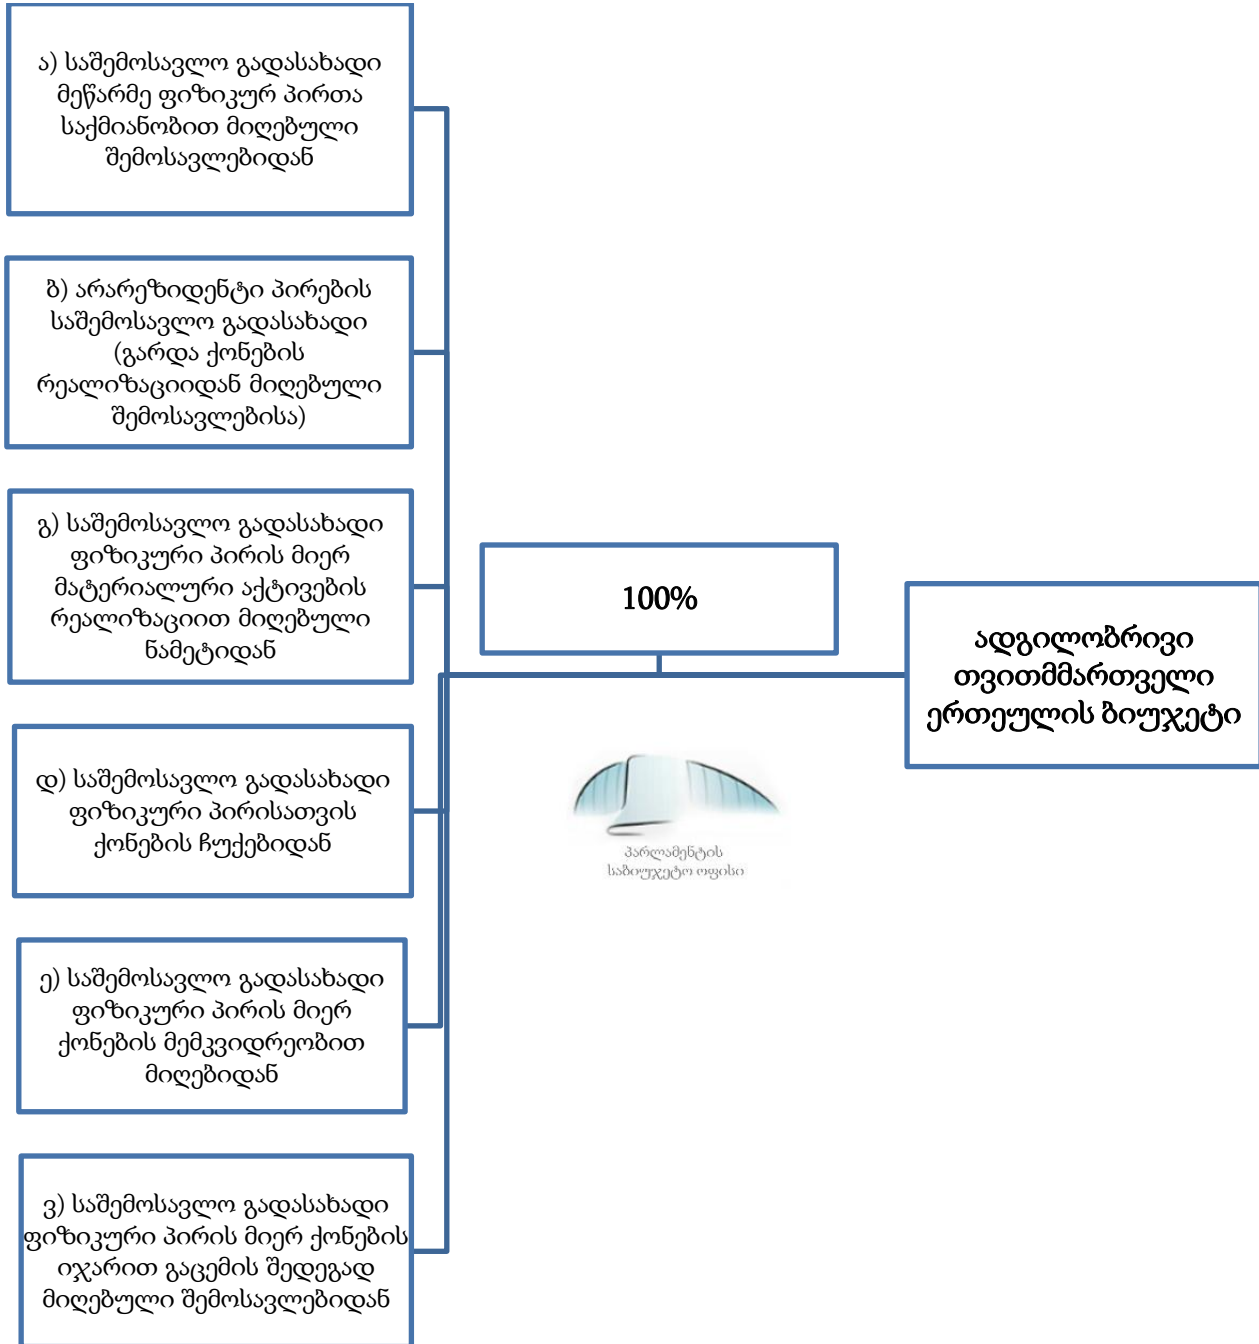 ა) საშემოსავლო გადასახადი
მეწარმე ფიზიკურ პირთა
საქმიანობით მიღებული
შემოსავლებიდან
ბ) არარეზიდენტი პირების
საშემოსავლო გადასახადი
(გარდა ქონების
რეალიზაციიდან მიღებული
შემოსავლებისა)
გ) საშემოსავლო გადასახადი
ფიზიკური პირის მიერ
მატერიალური აქტივების
რეალიზაციით მიღებული
ნამეტიდან
დ) საშემოსავლო გადასახადი
ფიზიკური პირისათვის
ქონების ჩუქებიდან
ე) საშემოსავლო გადასახადი
ფიზიკური პირის მიერ
ქონების მემკვიდრეობით
მიღებიდან
ვ) საშემოსავლო გადასახადი
ფიზიკური პირის მიერ ქონების
იჯარით გაცემის შედეგად
მიღებული შემოსავლებიდან
100%
ადგილობრივი
თვითმმართველი
ერთეულის ბიუჯეტი
პარლამენტის
საბიუჯეტო ოფისი